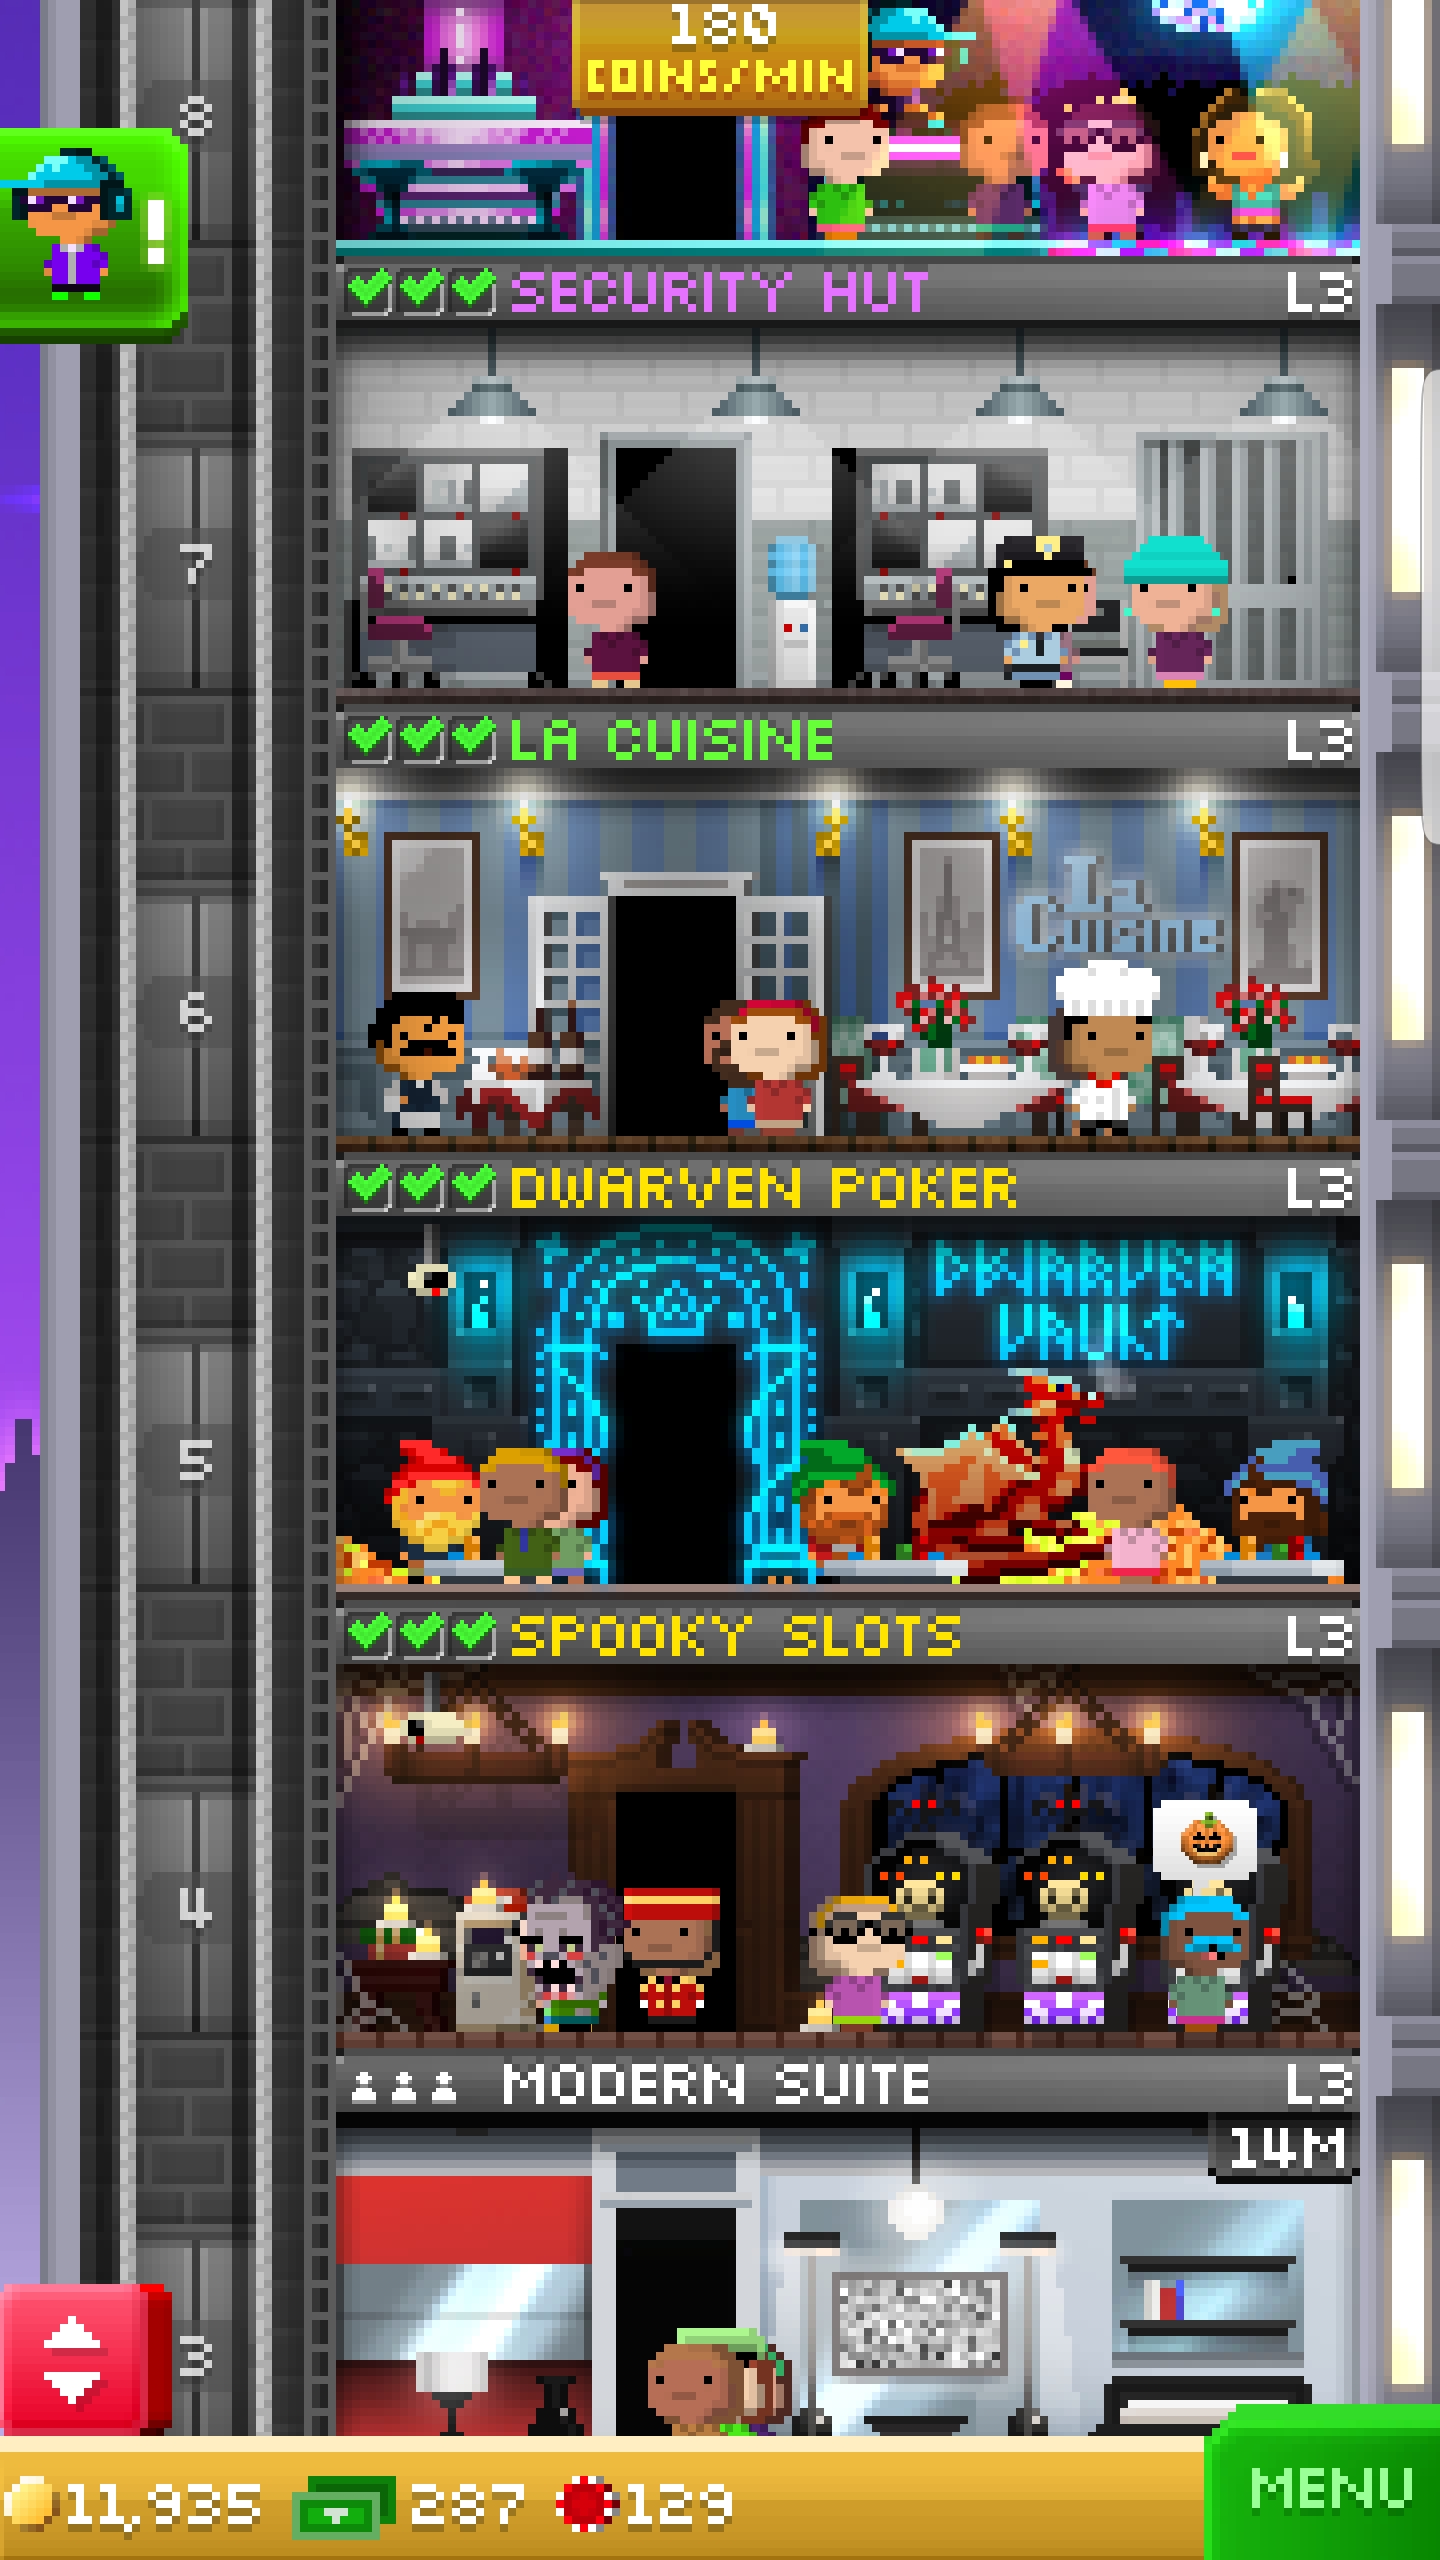 180
COINS/MIN
8
!
SECURITY HUT L3
7
LA CUISINE L3
La
Cuisine
6
DWARVEN POKER L3
DWARVEN
VAULT
5
SPOOKY SLOTS L3
4
MODERN SUITE L3
14M
3
MENU
11,935 287 129